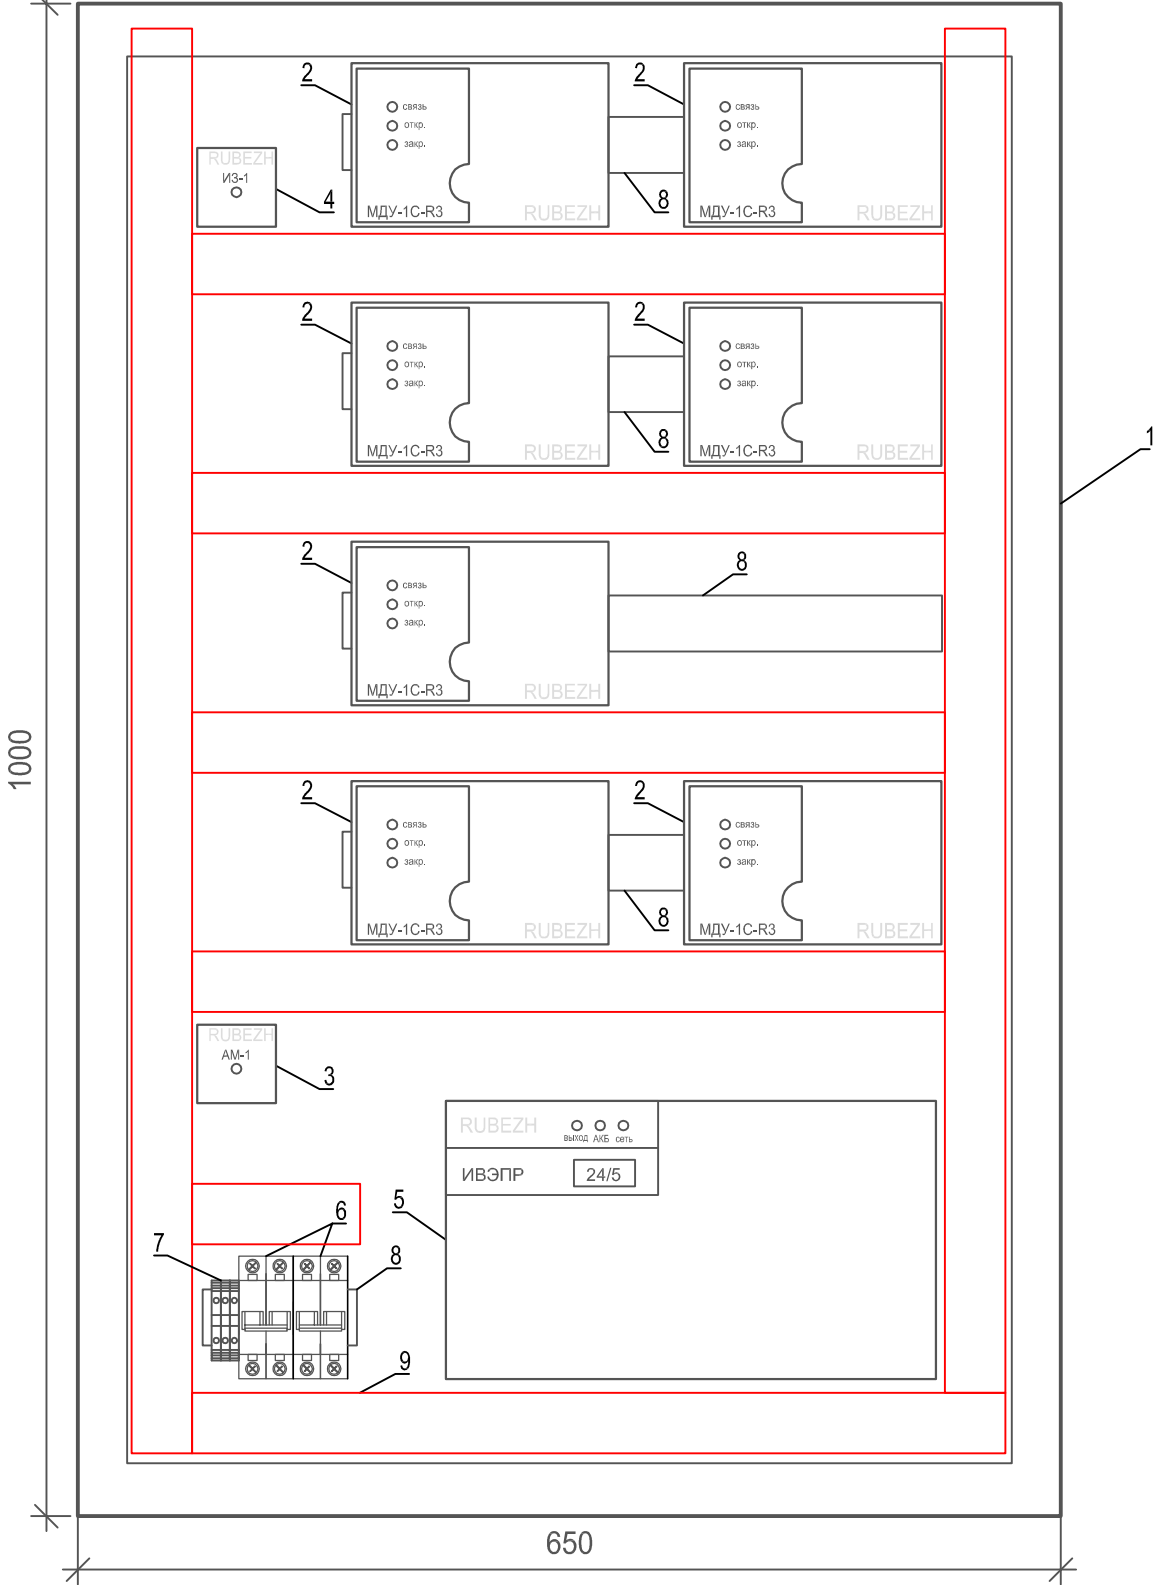 2
2
связь
откр.
закр.
связь
откр.
закр.
RUBEZH
ИЗ-1
4
8
МДУ-1С-R3
RUBEZH
МДУ-1С-R3
RUBEZH
2
2
связь
откр.
закр.
связь
откр.
закр.
8
МДУ-1С-R3
RUBEZH
МДУ-1С-R3
RUBEZH
1
2
связь
откр.
закр.
8
МДУ-1С-R3
RUBEZH
1000
2
2
связь
откр.
закр.
связь
откр.
закр.
8
МДУ-1С-R3
RUBEZH
МДУ-1С-R3
RUBEZH
RUBEZH
АМ-1
3
RUBEZH
выход АКБ сеть
ИВЭПР
24/5
5
6
7
8
9
650